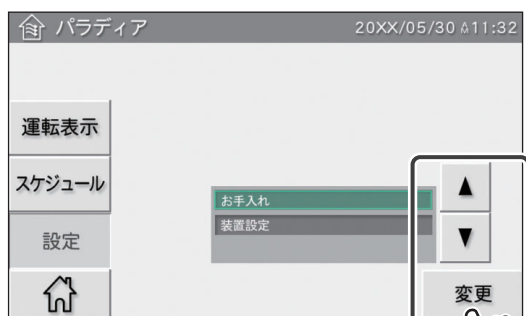 パラディア 20XX/05/30 11:32
運転表示
スケジュール
お手入れ
▲
装置設定
▼
設定
変更